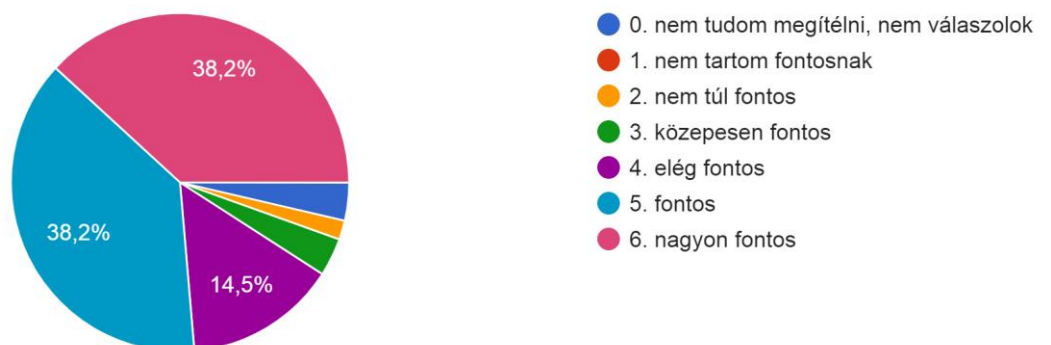 38,2%
38,2%
14,5%
0. nem tudom megítélni, nem válaszolok
1. nem tartom fontosnak
2. nem túl fontos
3. közepesen fontos
4. elég fontos
5. fontos
6. nagyon fontos